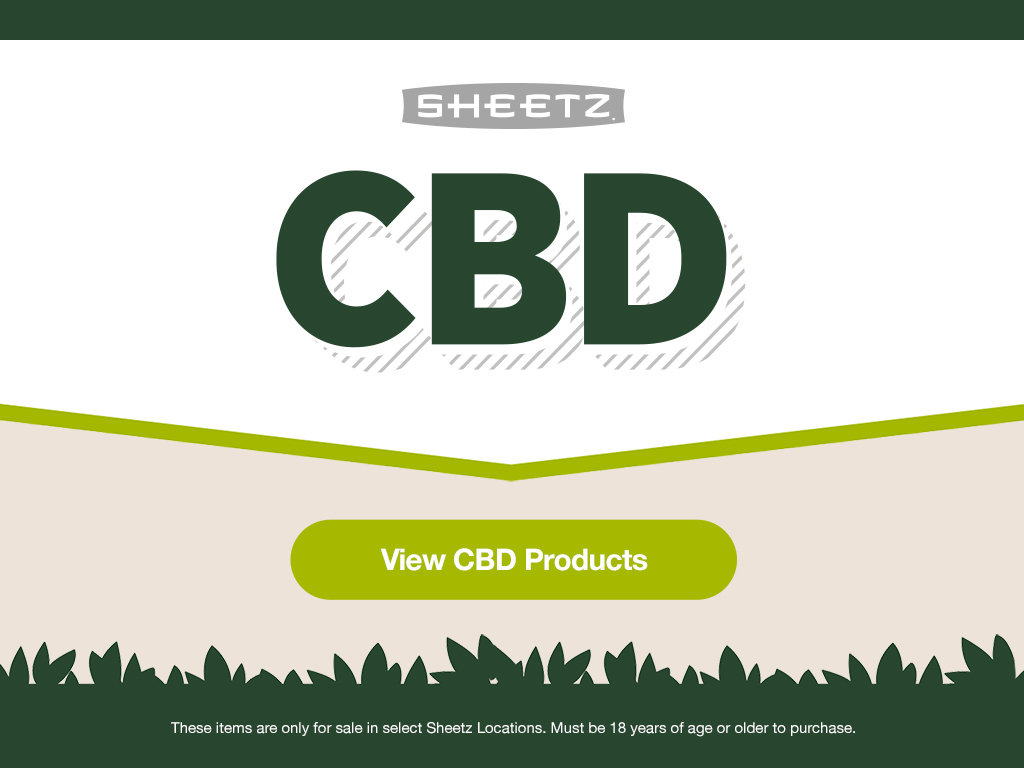 SHEETZ
CBD
View CBD Products
These items are only for sale in select Sheetz Locations. Must be 18 years of age or older to purchase.